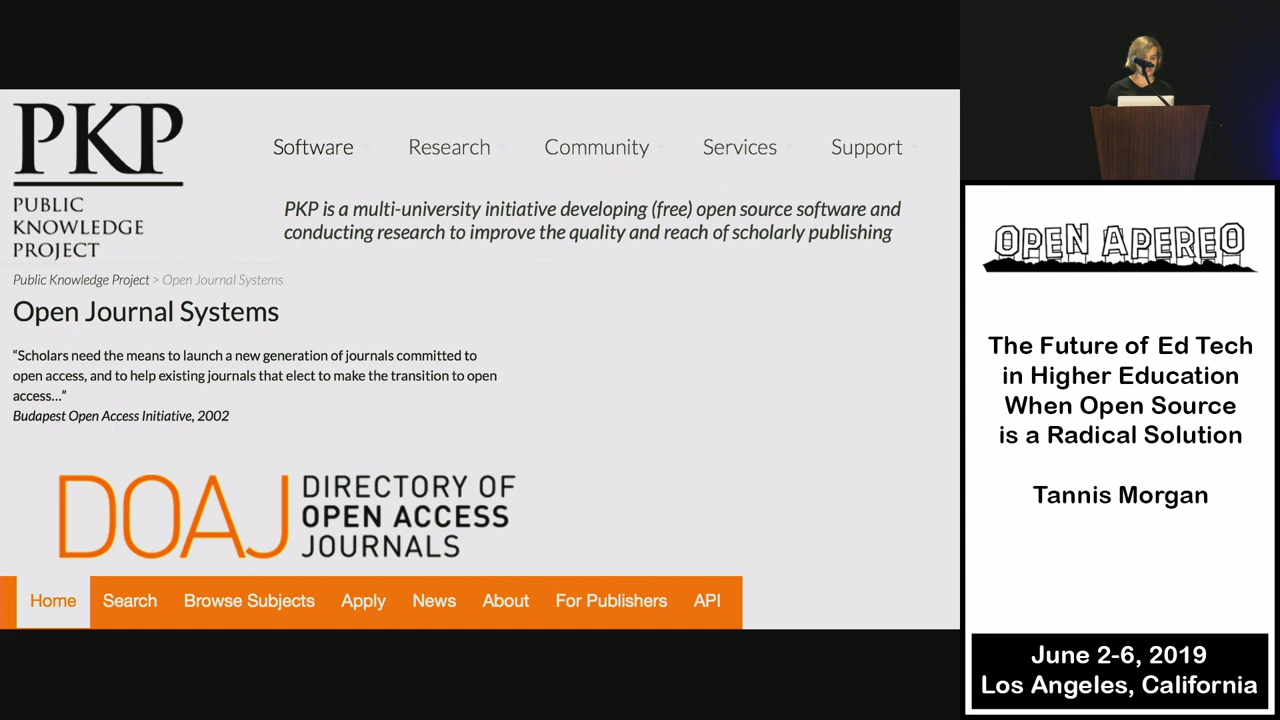 PKP
PUBLIC
KNOWLEDGE
PROJECT
Software
Research
Community
Services
Support
PKP is a multi-university initiative developing (free) open source software and
conducting research to improve the quality and reach of scholarly publishing
Public Knowledge Project > Open Journal Systems
Open Journal Systems
“Scholars need the means to launch a new generation of journals committed to
open access, and to help existing journals that elect to make the transition to open
access...”
Budapest Open Access Initiative, 2002
DOAJ
DIRECTORY OF
OPEN ACCESS
JOURNALS
Home
Search
Browse Subjects
Apply
News
About
For Publishers
API
OPEN APEREO
The Future of Ed Tech
in Higher Education
When Open Source
is a Radical Solution
Tannis Morgan
June 2-6, 2019
Los Angeles, California